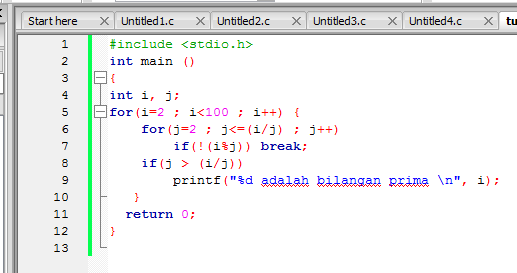 Start here Untitled1.c Untitled2.c Untitled3.c Untitled4.c tu
1 #include <stdio.h>
2 int main ()
3 {
4 int i, j;
5 for(i=2 ; i<100 ; i++) {
6 for(j=2 ; j<=(i/j) ; j++)
7 if(!(i%j)) break;
8 if(j > (i/j))
9 printf("%d adalah bilangan prima \n", i);
10 }
11 return 0;
12 }
13